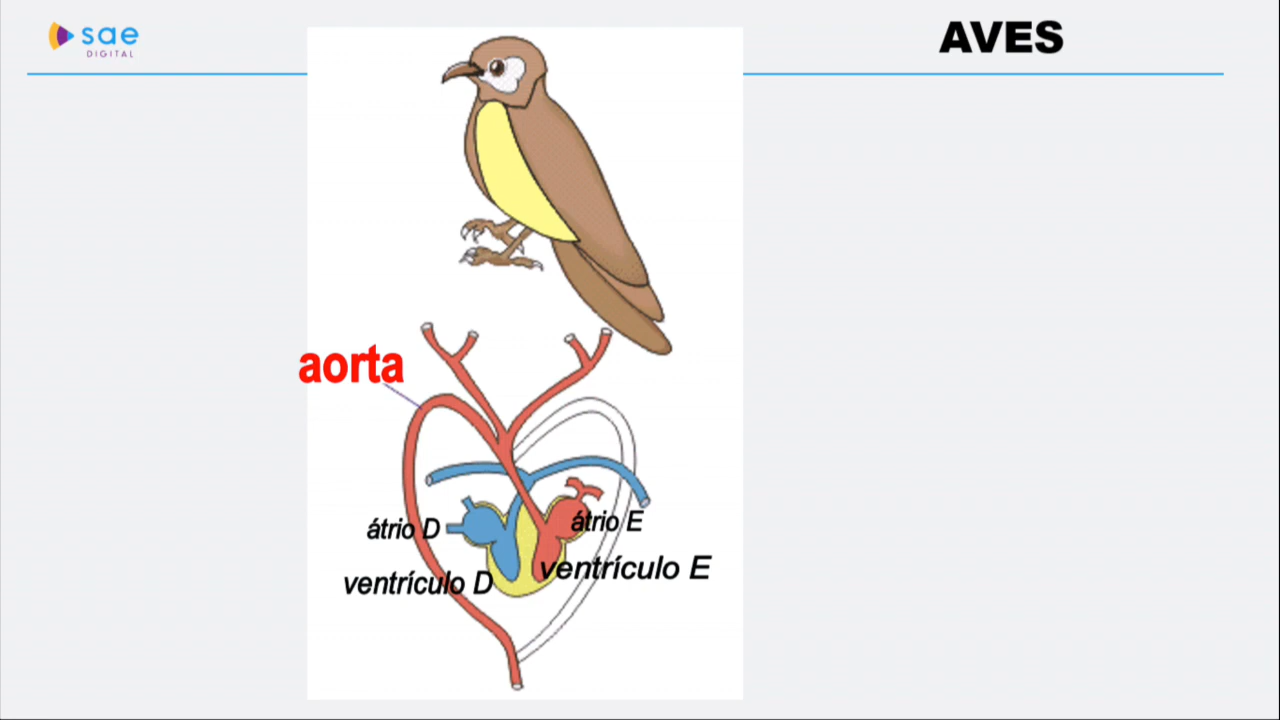 sae
DIGITAL
AVES
aorta
átrio D
átrio E
ventrículo D
ventrículo E